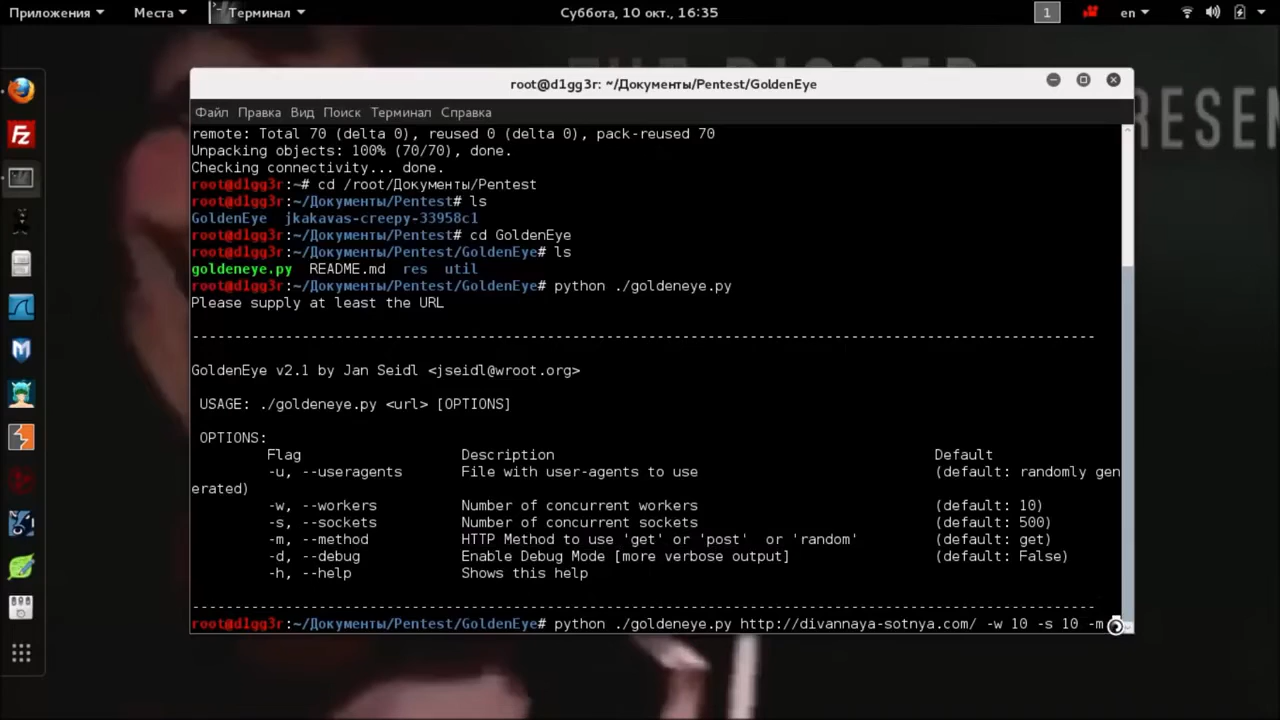 Приложения Места Терминал Суббота, 10 окт., 16:35 1 en
THE DIGGER
PRESEN
root@d1gg3r: ~/Документы/Pentest/GoldenEye
Файл Правка Вид Поиск Терминал Справка
remote: Total 70 (delta 0), reused 0 (delta 0), pack-reused 70
Unpacking objects: 100% (70/70), done.
Checking connectivity... done.
root@d1gg3r:~# cd /root/Документы/Pentest
root@d1gg3r:~/Документы/Pentest# ls
GoldenEye jkakavas-creepy-33958c1
root@d1gg3r:~/Документы/Pentest# cd GoldenEye
root@d1gg3r:~/Документы/Pentest/GoldenEye# ls
goldeneye.py README.md res util
root@d1gg3r:~/Документы/Pentest/GoldenEye# python ./goldeneye.py
Please supply at least the URL
-----------------------------------------------------------------------------------------------------------
GoldenEye v2.1 by Jan Seidl <jseidl@wroot.org>
USAGE: ./goldeneye.py <url> [OPTIONS]
OPTIONS:
Flag Description Default
-u, --useragents File with user-agents to use (default: randomly gen
erated)
-w, --workers Number of concurrent workers (default: 10)
-s, --sockets Number of concurrent sockets (default: 500)
-m, --method HTTP Method to use 'get' or 'post' or 'random' (default: get)
-d, --debug Enable Debug Mode [more verbose output] (default: False)
-h, --help Shows this help
-----------------------------------------------------------------------------------------------------------
root@d1gg3r:~/Документы/Pentest/GoldenEye# python ./goldeneye.py http://divannaya-sotnya.com/ -w 10 -s 10 -m